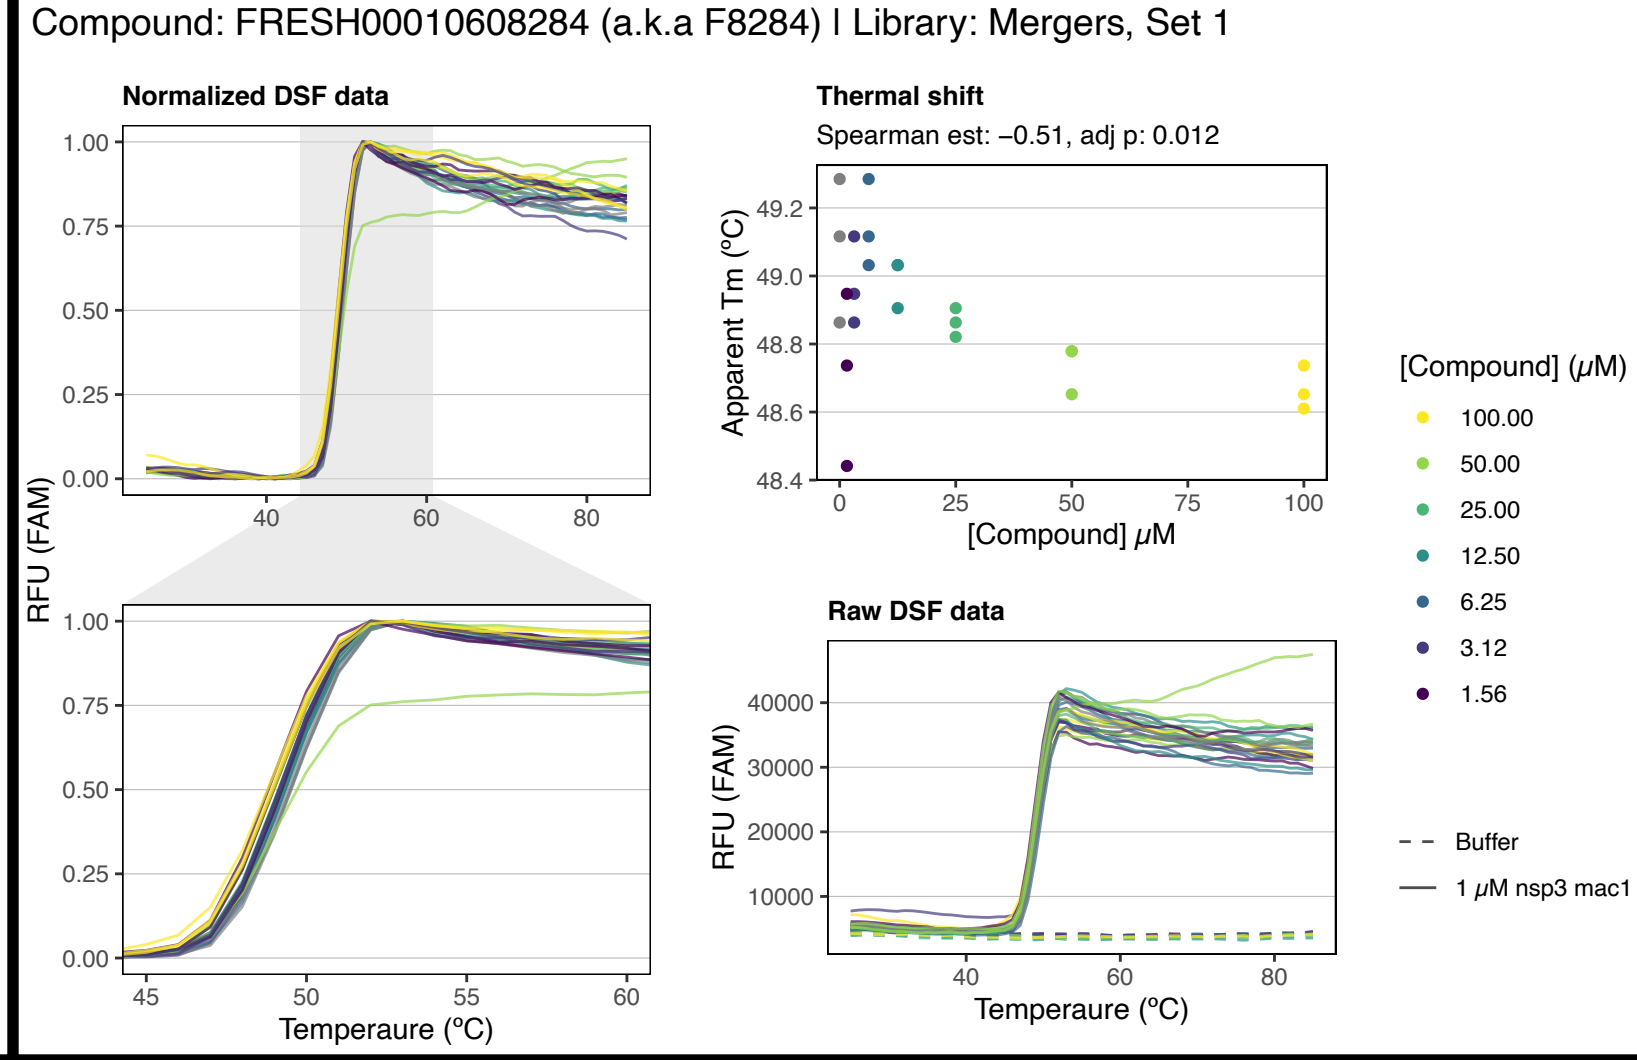 Compound: FRESH00010608284 (a.k.a F8284) | Library: Mergers, Set 1
Normalized DSF data
1.00
0.75
0.50
0.25
0.00
40 60 80
RFU (FAM)
1.00
0.75
0.50
0.25
0.00
45 50 55 60
Temperaure (ºC)
Thermal shift
Spearman est: −0.51, adj p: 0.012
Apparent Tm (ºC)
49.2
49.0
48.8
48.6
48.4
0 25 50 75 100
[Compound] µM
Raw DSF data
RFU (FAM)
40000
30000
20000
10000
40 60 80
Temperaure (ºC)
[Compound] (µM)
100.00
50.00
25.00
12.50
6.25
3.12
1.56
Buffer
1 µM nsp3 mac1